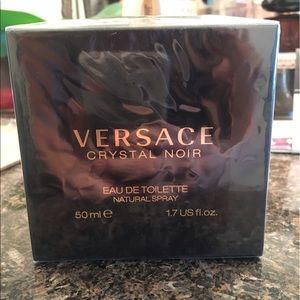 VERSACE
CRYSTAL NOIR
EAU DE TOILETTE
NATURAL SPRAY
50 ml ℮ 1.7 US fl.oz.